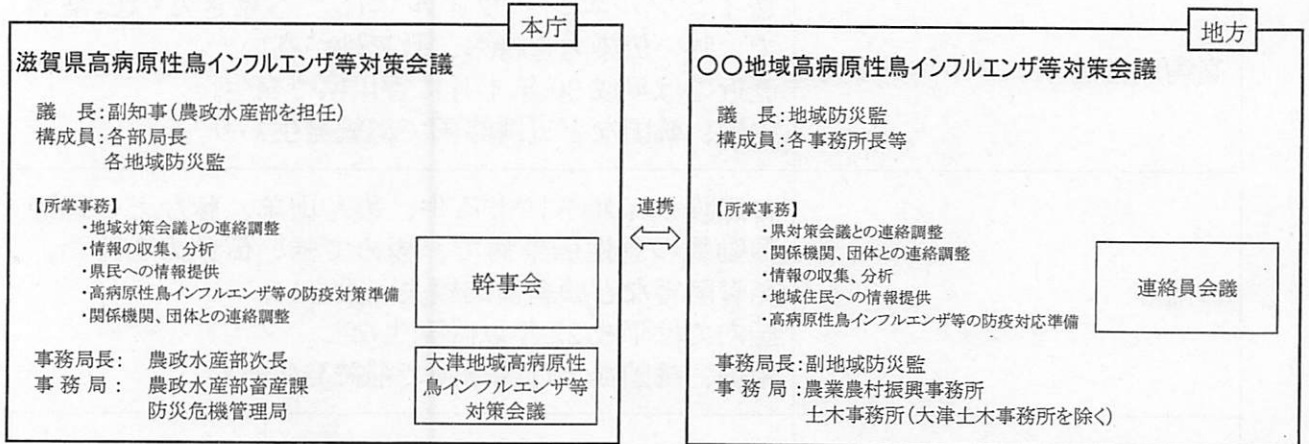 本庁
滋賀県高病原性鳥インフルエンザ等対策会議
議　長：副知事（農政水産部を担任）
構成員：各部局長
各地域防災監
【所掌事務】
・地域対策会議との連絡調整
・情報の収集、分析
・県民への情報提供
・高病原性鳥インフルエンザ等の防疫対策準備
・関係機関、団体との連絡調整
幹事会
事務局長：　農政水産部次長
事 務 局 ：　農政水産部畜産課
防災危機管理局
大津地域高病原性
鳥インフルエンザ等
対策会議
連携
地方
〇〇地域高病原性鳥インフルエンザ等対策会議
議　長：地域防災監
構成員：各事務所長等
【所掌事務】
・県対策会議との連絡調整
・関係機関、団体との連絡調整
・情報の収集、分析
・地域住民への情報提供
・高病原性鳥インフルエンザ等の防疫対応準備
連絡員会議
事務局長：副地域防災監
事 務 局 ：農業農村振興事務所
土木事務所（大津土木事務所を除く）